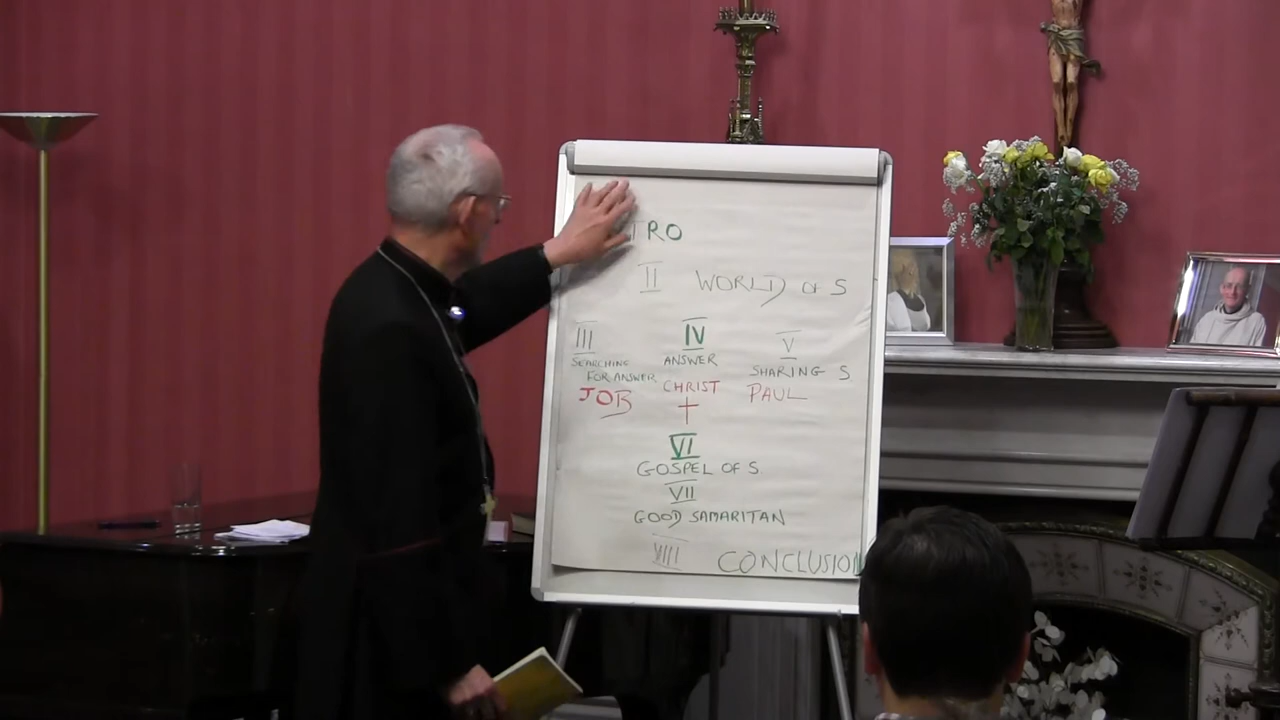 TRO
II WORLD OF S
III IV V
SEARCHING FOR ANSWER ANSWER SHARING S
JOB CHRIST PAUL
VI
GOSPEL OF S
VII
GOOD SAMARITAN
VIII CONCLUSION